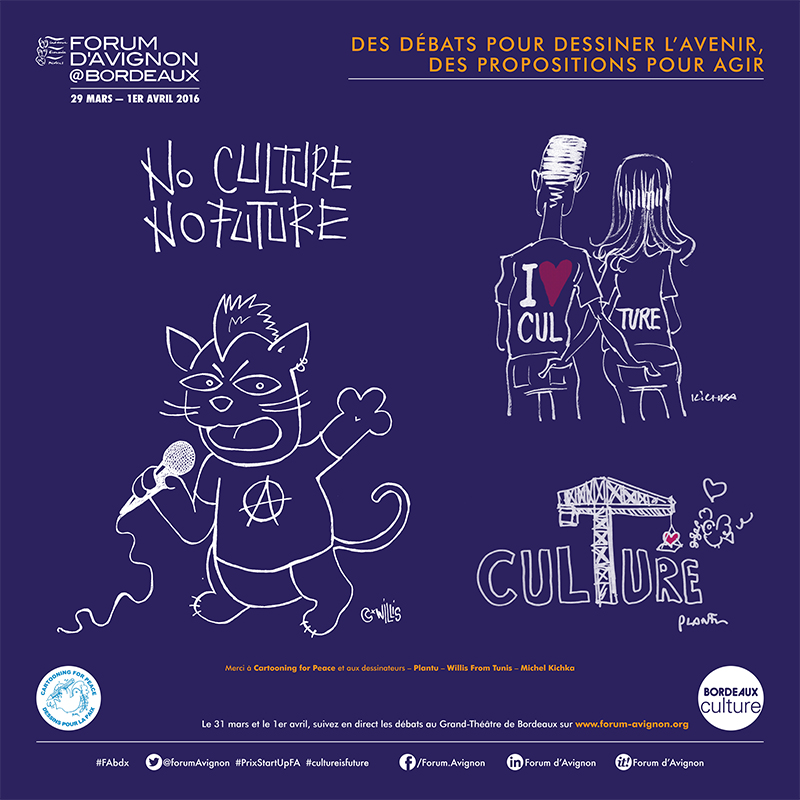 FORUM
D'AVIGNON
@BORDEAUX
29 MARS – 1ER AVRIL 2016
DES DÉBATS POUR DESSINER L'AVENIR,
DES PROPOSITIONS POUR AGIR
NO CULTURE
NO FUTURE
I ♥
CUL
TURE
KICHKA
A
WILLIS
CULTURE
PLANTU
Merci à Cartooning for Peace et aux dessinateurs – Plantu – Willis From Tunis – Michel Kichka
CARTOONING FOR PEACE
DESSINS POUR LA PAIX
BORDEAUX
culture
Le 31 mars et le 1er avril, suivez en direct les débats au Grand-Théâtre de Bordeaux sur www.forum-avignon.org
#FAbdx @forumAvignon #PrixStartUpFA #cultureisfuture /Forum.Avignon in Forum d'Avignon it! Forum d'Avignon